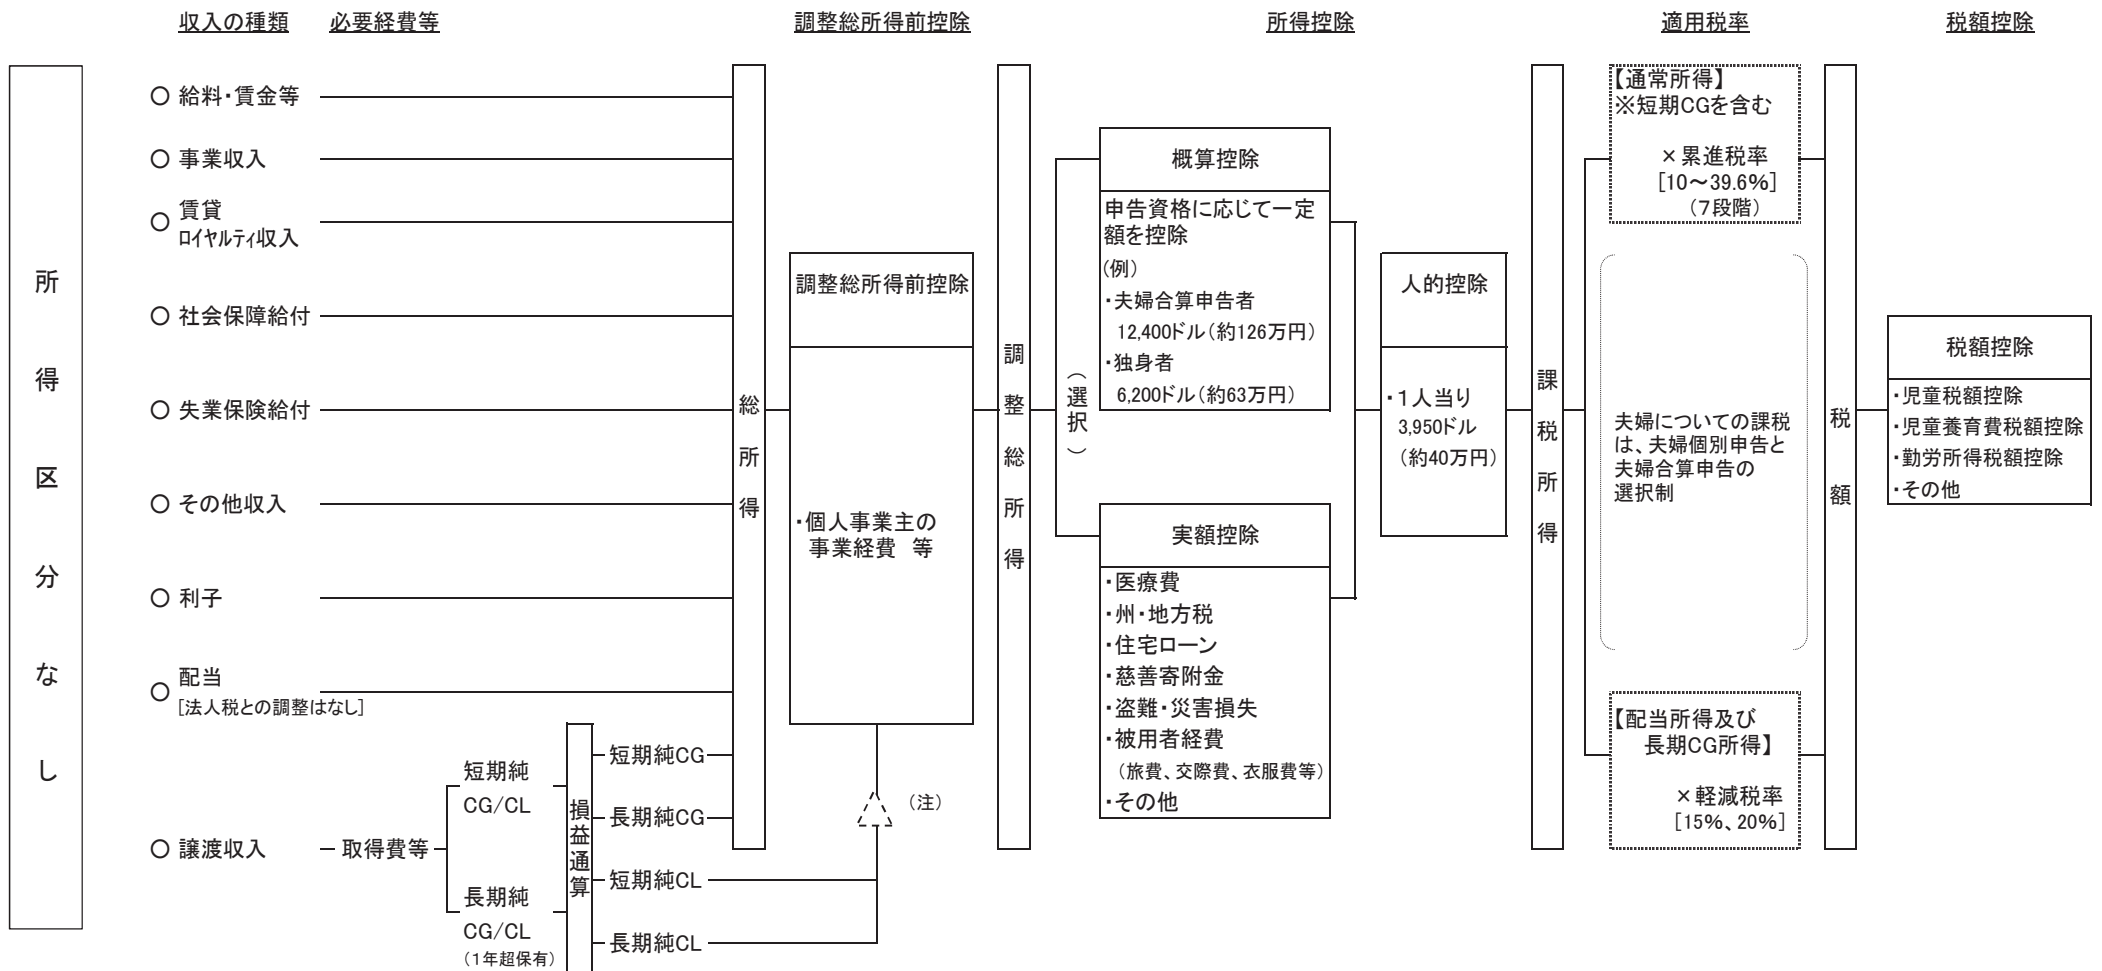 収入の種類
必要経費等
調整総所得前控除
所得控除
適用税率
税額控除
所得区分なし
○ 給料・賃金等
○ 事業収入
○ 賃貸
ロイヤルティ収入
○ 社会保障給付
○ 失業保険給付
○ その他収入
○ 利子
○ 配当
[法人税との調整はなし]
○ 譲渡収入
取得費等
短期純
CG/CL
長期純
CG/CL
(1年超保有)
損益通算
短期純CG
長期純CG
短期純CL
長期純CL
総所得
調整総所得前控除
・個人事業主の
事業経費 等
(注)
調整総所得
(選択)
概算控除
申告資格に応じて一定
額を控除
(例)
・夫婦合算申告者
12,400ドル(約126万円)
・独身者
6,200ドル(約63万円)
実額控除
・医療費
・州・地方税
・住宅ローン
・慈善寄附金
・盗難・災害損失
・被用者経費
(旅費、交際費、衣服費等)
・その他
人的控除
・1人当り
3,950ドル
(約40万円)
課税所得
【通常所得】
※短期CGを含む
×累進税率
[10~39.6%]
(7段階)
夫婦についての課税
は、夫婦個別申告と
夫婦合算申告の
選択制
【配当所得及び
長期CG所得】
×軽減税率
[15%、20%]
税額
税額控除
・児童税額控除
・児童養育費税額控除
・勤労所得税額控除
・その他